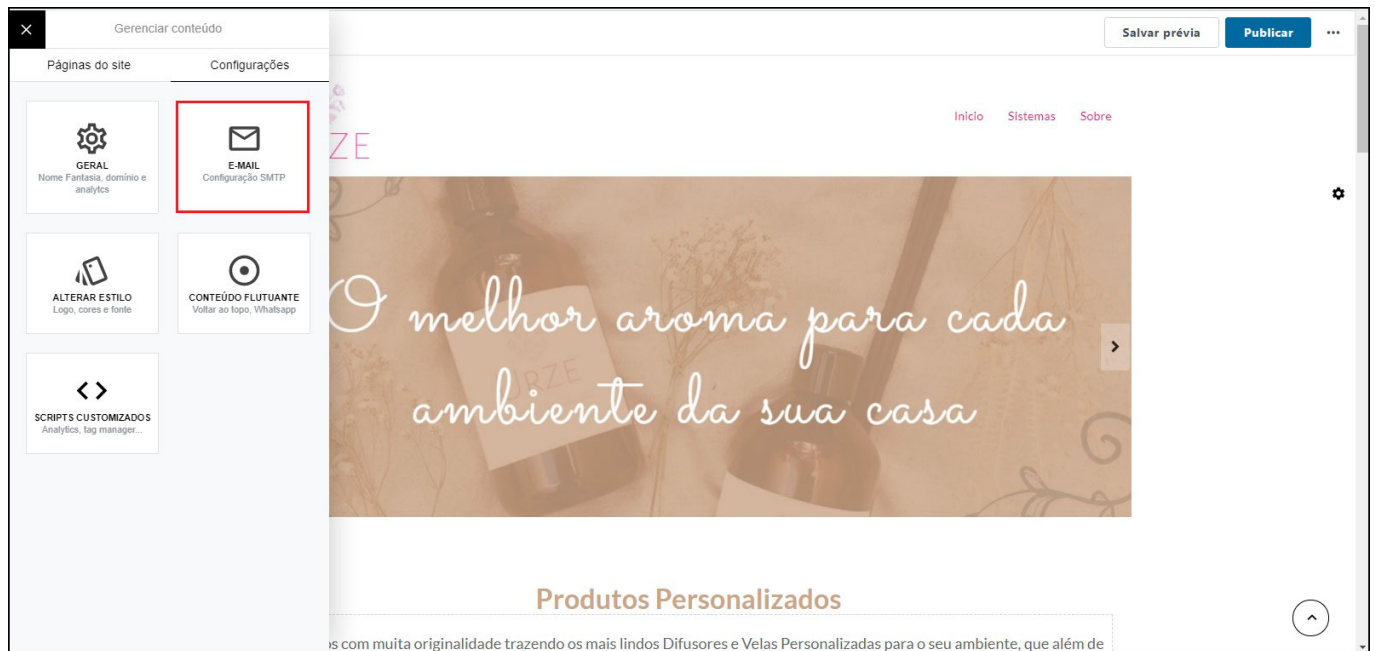 Gerenciar conteúdo
Salvar prévia
Publicar
Páginas do site
Configurações
GERAL
Nome Fantasia, domínio e
analytcs
E-MAIL
Configuração SMTP
ALTERAR ESTILO
Logo, cores e fonte
CONTEÚDO FLUTUANTE
Voltar ao topo, Whatsapp
SCRIPTS CUSTOMIZADOS
Analytics, tag manager...
ZE
Inicio
Sistemas
Sobre
URZE
O melhor aroma para cada
ambiente da sua casa
Produtos Personalizados
com muita originalidade trazendo os mais lindos Difusores e Velas Personalizadas para o seu ambiente, que além de